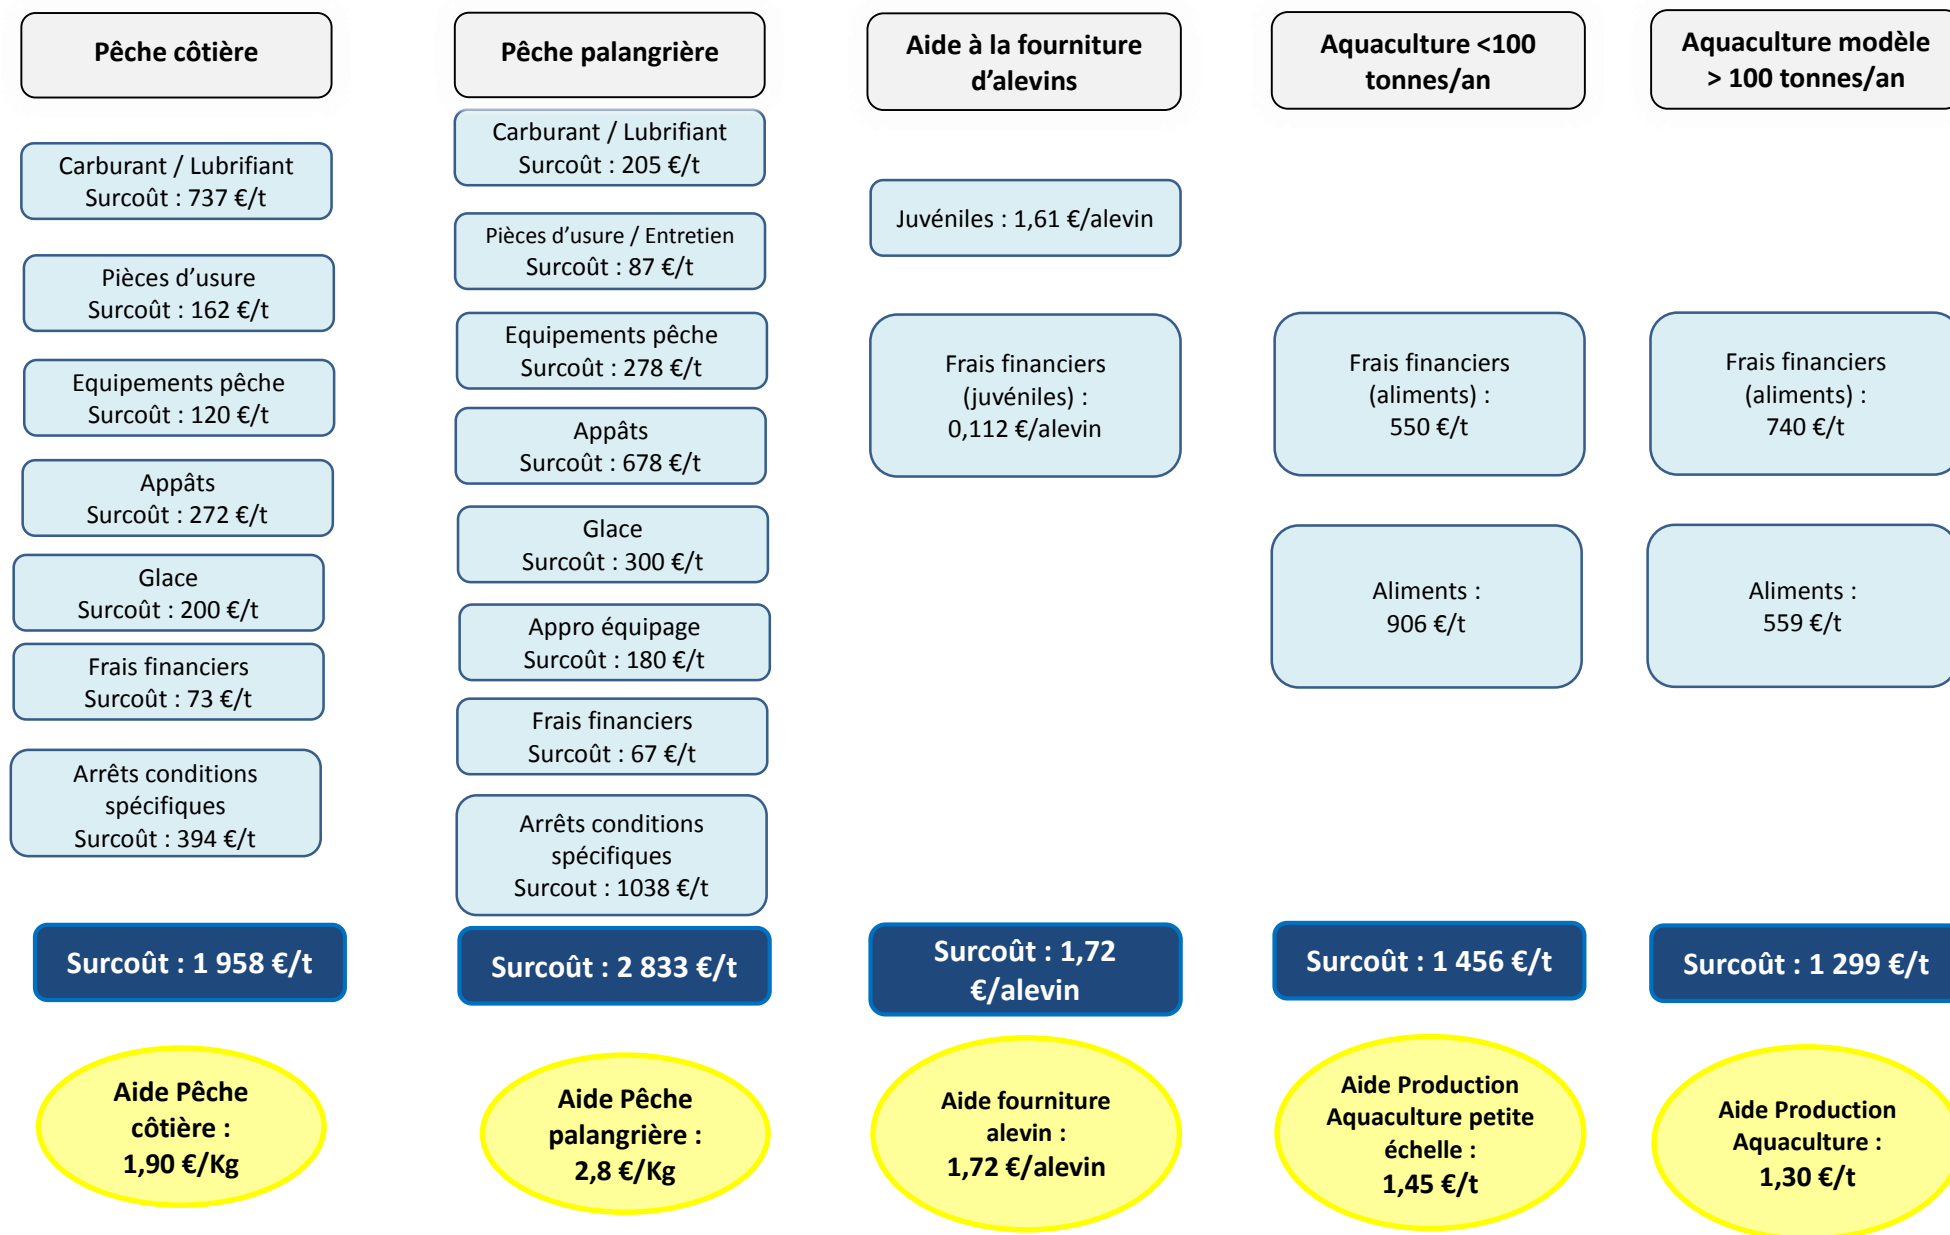 Pêche côtière
Carburant / Lubrifiant
Surcoût : 737 €/t
Pièces d'usure
Surcoût : 162 €/t
Equipements pêche
Surcoût : 120 €/t
Appâts
Surcoût : 272 €/t
Glace
Surcoût : 200 €/t
Frais financiers
Surcoût : 73 €/t
Arrêts conditions
spécifiques
Surcoût : 394 €/t
Surcoût : 1 958 €/t
Aide Pêche
côtière :
1,90 €/Kg
Pêche palangrière
Carburant / Lubrifiant
Surcoût : 205 €/t
Pièces d'usure / Entretien
Surcoût : 87 €/t
Equipements pêche
Surcoût : 278 €/t
Appâts
Surcoût : 678 €/t
Glace
Surcoût : 300 €/t
Appro équipage
Surcoût : 180 €/t
Frais financiers
Surcoût : 67 €/t
Arrêts conditions
spécifiques
Surcout : 1038 €/t
Surcoût : 2 833 €/t
Aide Pêche
palangrière :
2,8 €/Kg
Aide à la fourniture
d'alevins
Juvéniles : 1,61 €/alevin
Frais financiers
(juvéniles) :
0,112 €/alevin
Surcoût : 1,72
€/alevin
Aide fourniture
alevin :
1,72 €/alevin
Aquaculture <100
tonnes/an
Frais financiers
(aliments) :
550 €/t
Aliments :
906 €/t
Surcoût : 1 456 €/t
Aide Production
Aquaculture petite
échelle :
1,45 €/t
Aquaculture modèle
> 100 tonnes/an
Frais financiers
(aliments) :
740 €/t
Aliments :
559 €/t
Surcoût : 1 299 €/t
Aide Production
Aquaculture :
1,30 €/t